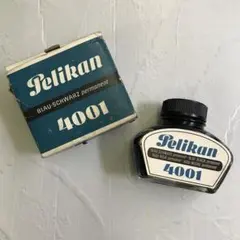 Pelikan
BLAU-SCHWARZ permanent
4001
Pelikan
4001